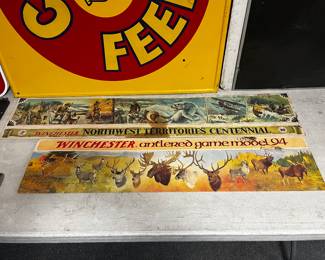 FEE
WINCHESTER NORTHWEST TERRITORIES CENTENNIAL
WINCHESTER antlered game model 94